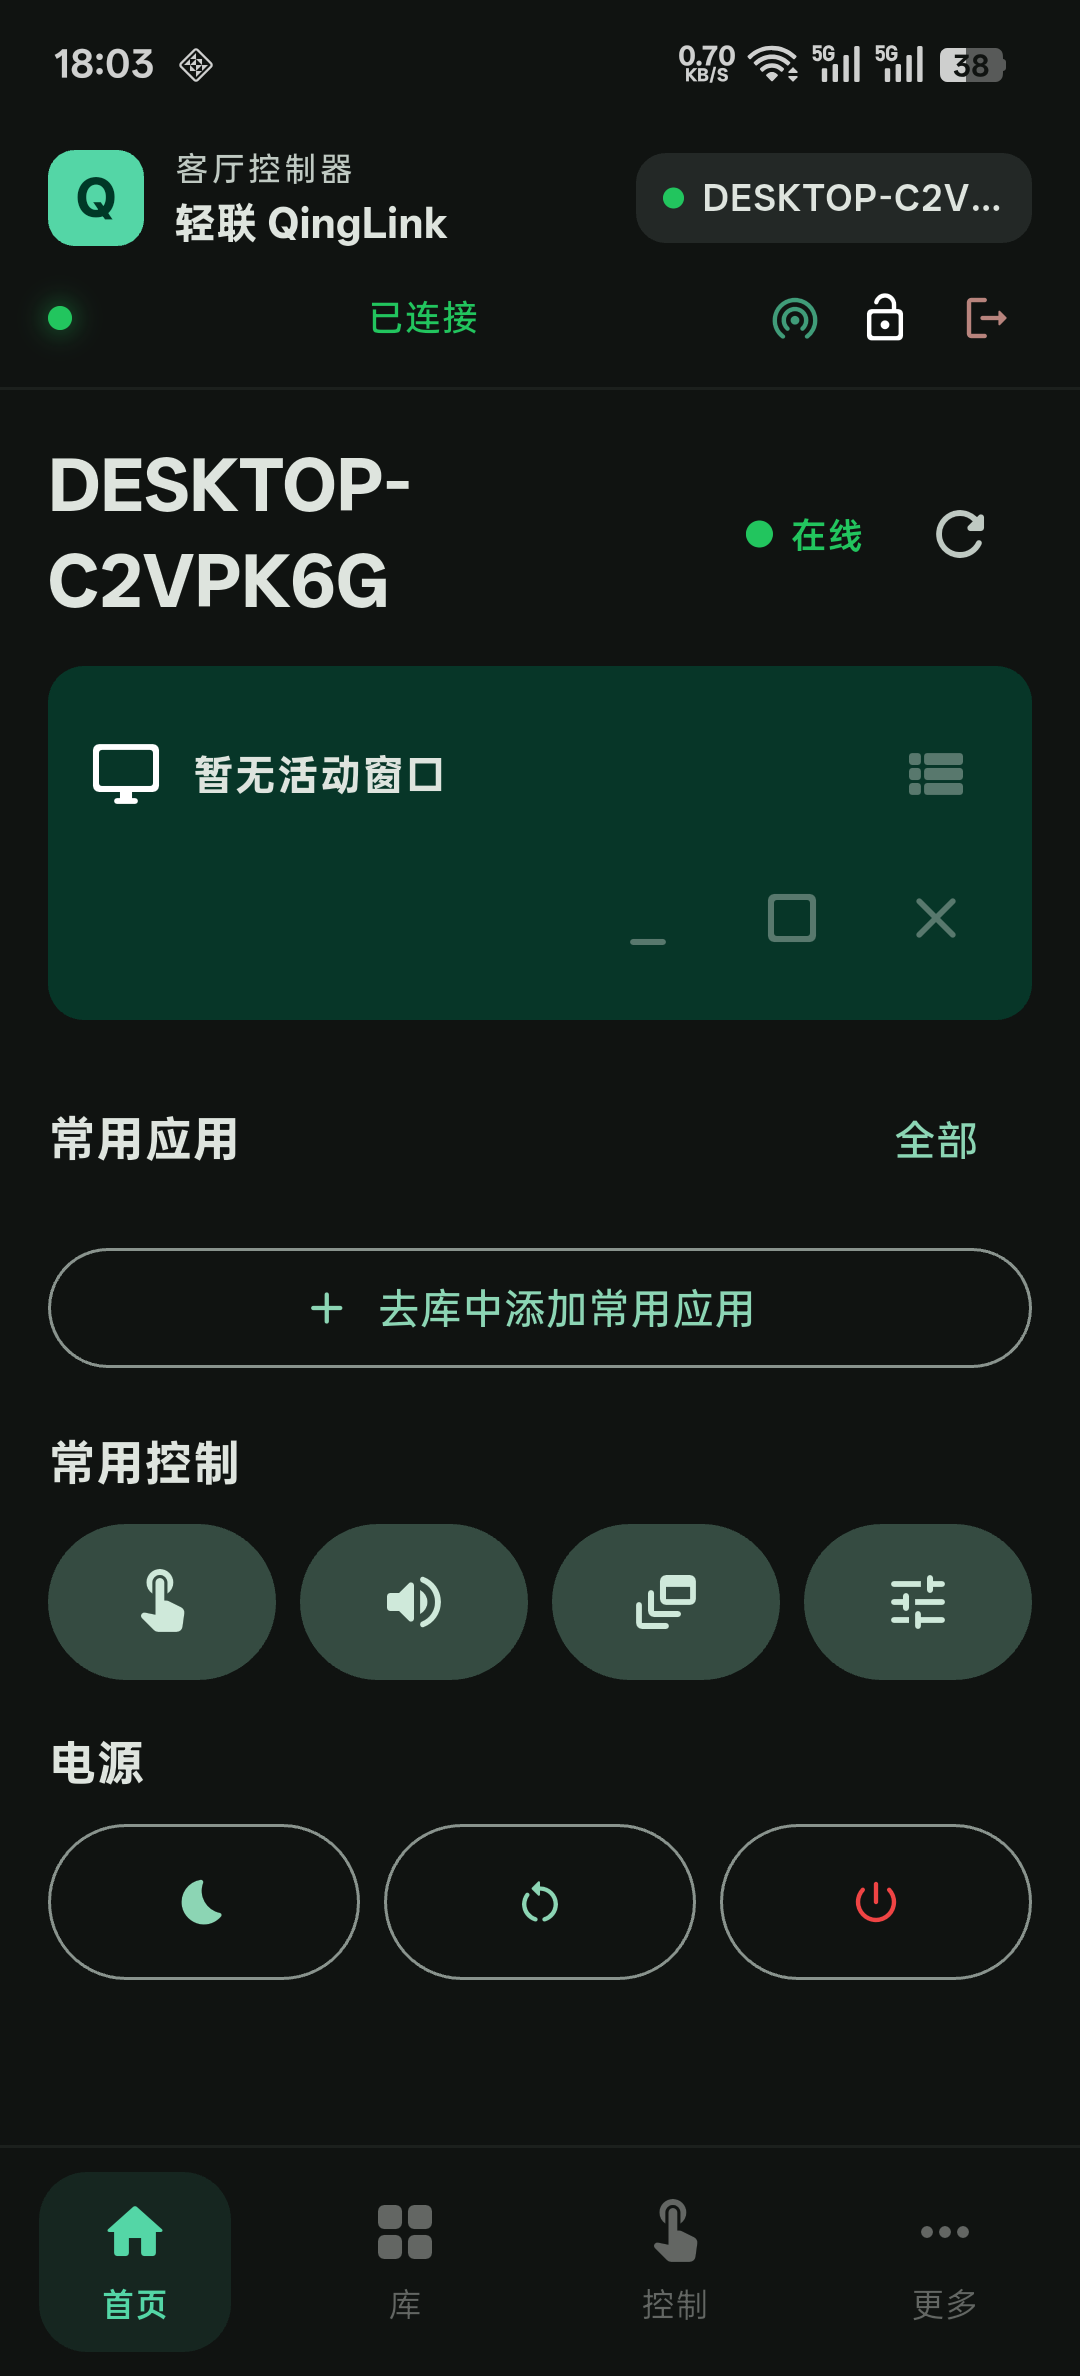 18:03
0.70
KB/S
5G
5G
38
Q
客厅控制器
轻联 QingLink
DESKTOP-C2V...
已连接
DESKTOP-
C2VPK6G
在线
暂无活动窗口
常用应用
全部
+ 去库中添加常用应用
常用控制
电源
首页
库
控制
更多